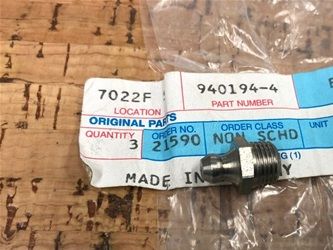 7022F 940194-4
LOCATION PART NUMBER
ORIGINAL PARTS
QUANTITY ORDER NO. ORDER CLASS UNIT
3 21590 NON SCHD
(1)
MADE IN